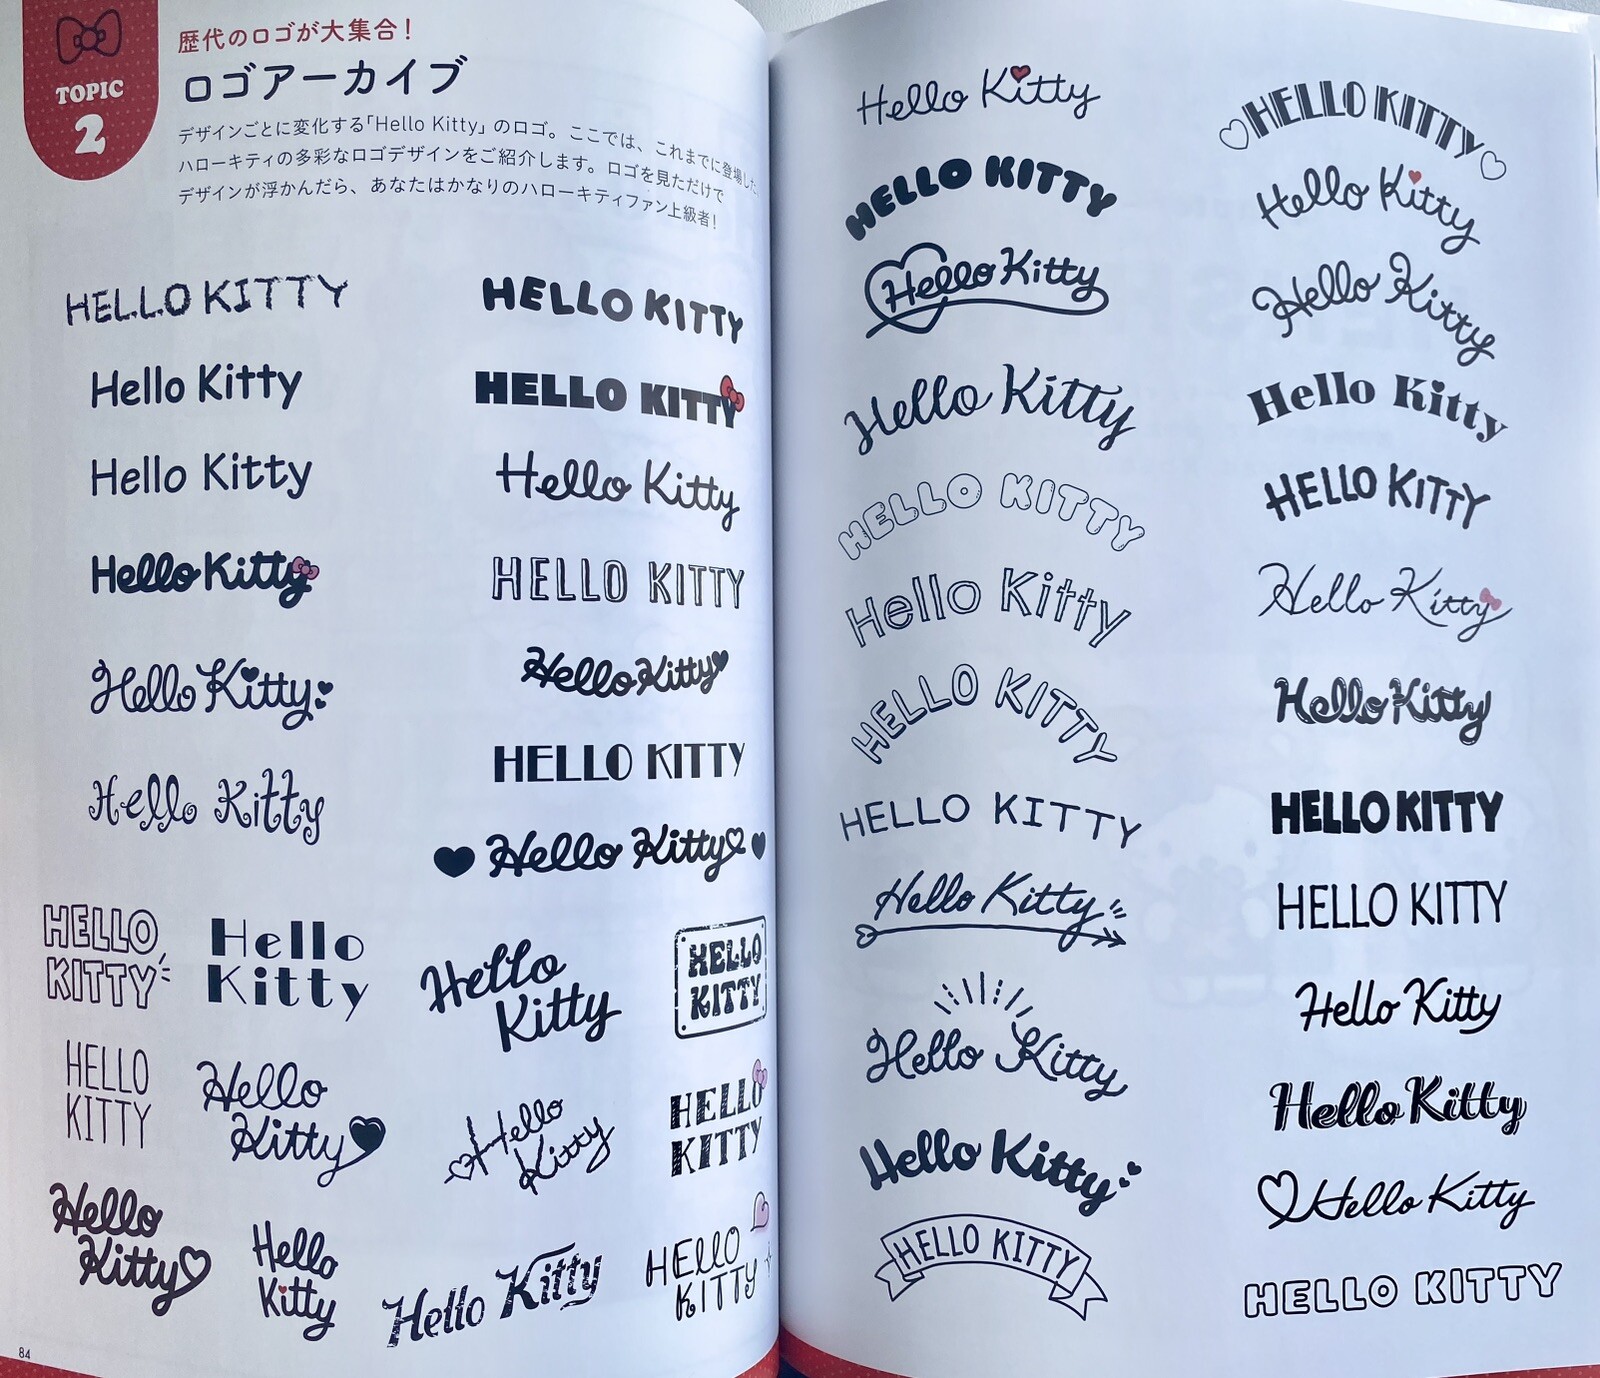 TOPIC
2
歴代のロゴが大集合！
ロゴアーカイブ
デザインごとに変化する「Hello Kitty」のロゴ。ここでは、これまでに登場した
ハローキティの多彩なロゴデザインをご紹介します。ロゴを見ただけで
デザインが浮かんだら、あなたはかなりのハローキティファン上級者！
HELLO KITTY
Hello Kitty
Hello Kitty
Hello Kitty
Hello Kitty
Hello Kitty
HELLO KITTY
HELLO KITTY
Hello Kitty
HELLO KITTY
Hello Kitty
HELLO KITTY
Hello Kitty
HELLO
KITTY
Hello
Kitty
Hello
Kitty
HELLO
KITTY
HELLO
KITTY
Hello
Kitty
Hello
Kitty
HELLO
KITTY
Hello
Kitty
Hello
Kitty
Hello Kitty
HELLO
KITTY
84
Hello Kitty
HELLO KITTY
Hello Kitty
Hello Kitty
HELLO KITTY
Hello Kitty
HELLO KITTY
HELLO KITTY
Hello Kitty
Hello Kitty
Hello Kitty
HELLO KITTY
HELLO KITTY
Hello Kitty
Hello Kitty
Hello Kitty
HELLO KITTY
Hello Kitty
Hello Kitty
HELLO KITTY
HELLO KITTY
Hello Kitty
Hello Kitty
Hello Kitty
HELLO KITTY